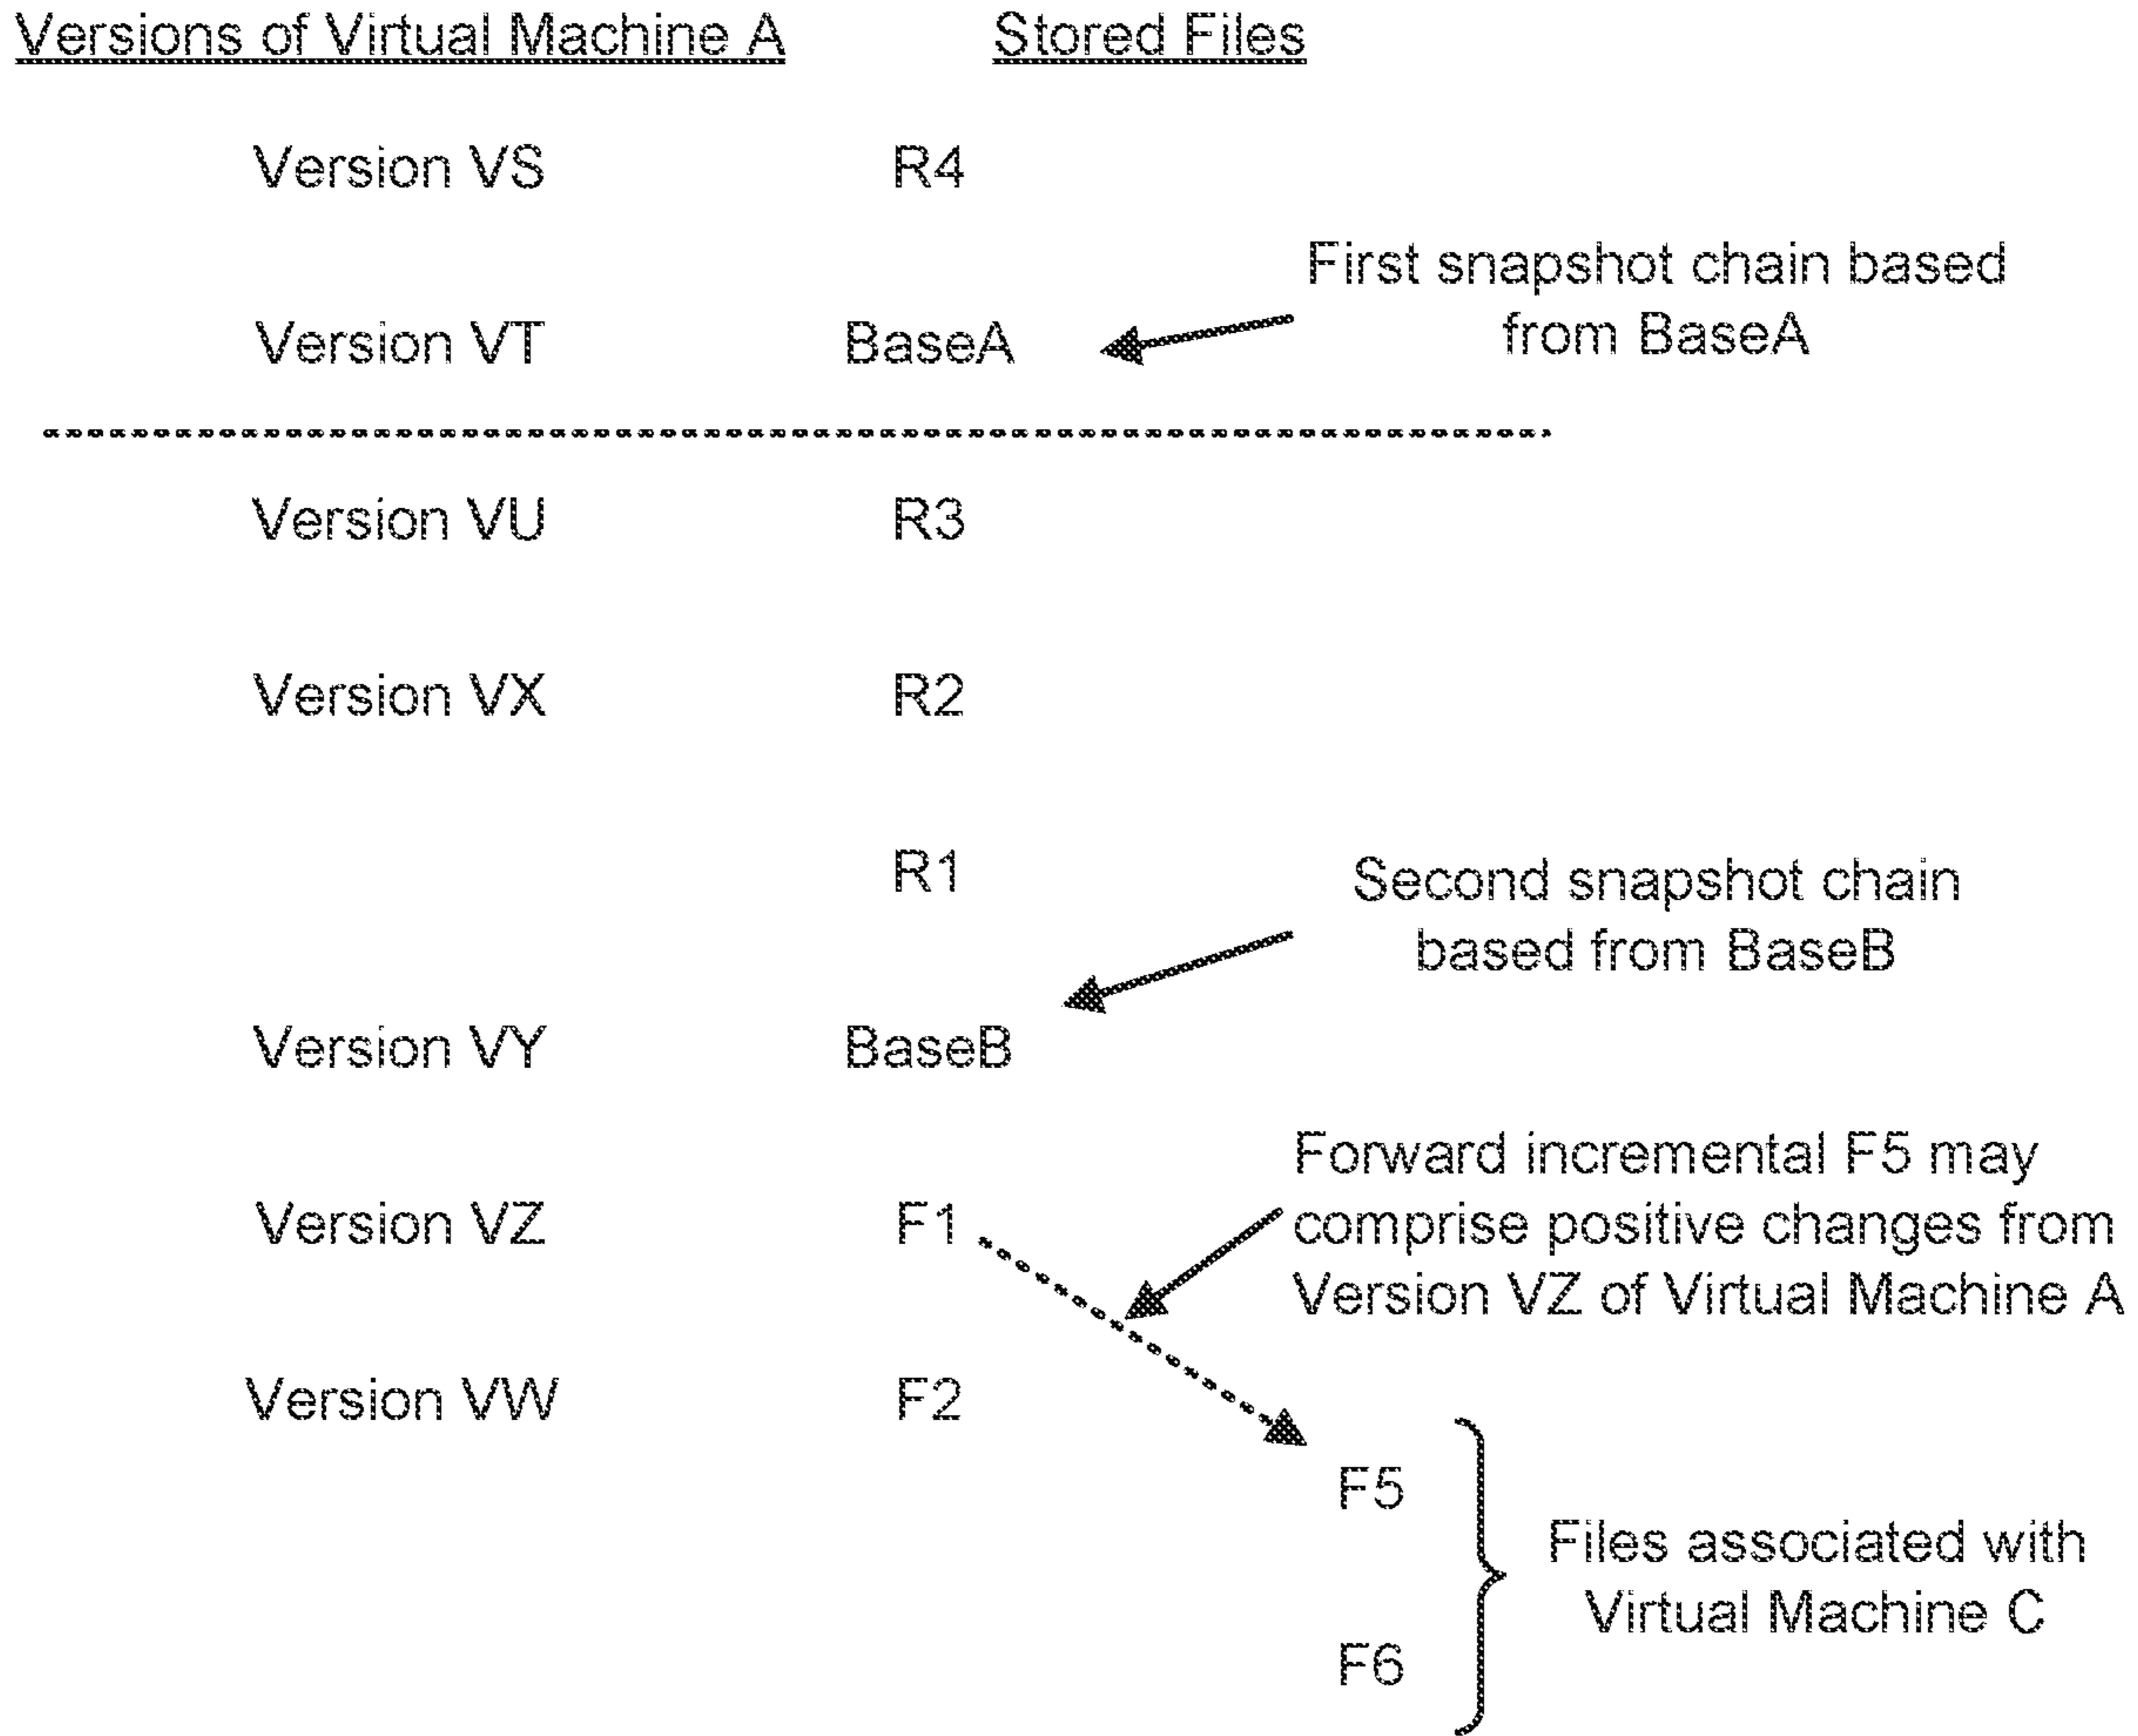 Versions of Virtual Machine A Stored Files
Version VS R4
First snapshot chain based
from BaseA
Version VT BaseA
Version VU R3
Version VX R2
R1
Second snapshot chain
based from BaseB
Version VY BaseB
Forward incremental F5 may
comprise positive changes from
Version VZ of Virtual Machine A
Version VZ F1
Version VW F2
F5
Files associated with
Virtual Machine C
F6